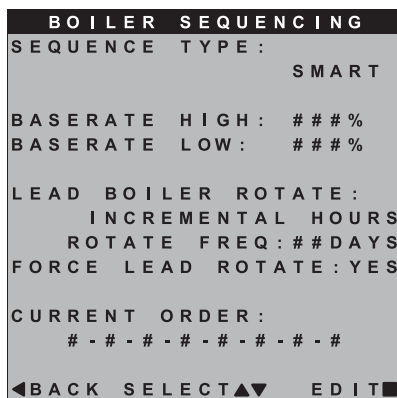 BOILER SEQUENCING
SEQUENCE TYPE:
SMART
BASERATE HIGH: ###%
BASERATE LOW: ###%
LEAD BOILER ROTATE:
INCREMENTAL HOURS
ROTATE FREQ:##DAYS
FORCE LEAD ROTATE:YES
CURRENT ORDER:
#-#-#-#-#-#-#-#
◀BACK SELECT▲▼ EDIT■